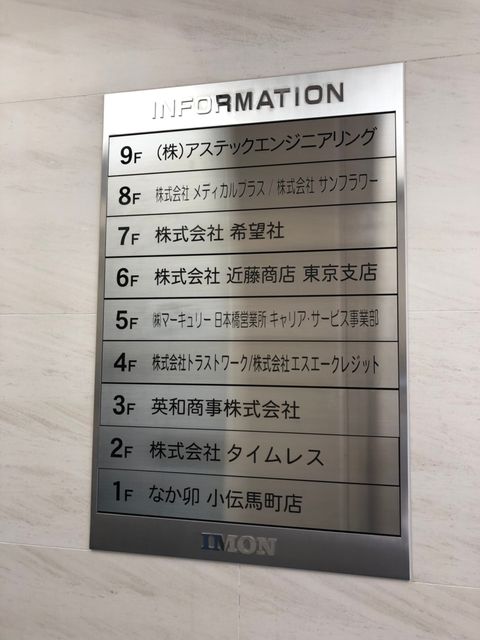 INFORMATION
9F (株)アステックエンジニアリング
8F 株式会社 メディカルプラス / 株式会社 サンフラワー
7F 株式会社 希望社
6F 株式会社 近藤商店 東京支店
5F ㈱マーキュリー 日本橋営業所 キャリア・サービス事業部
4F 株式会社トラストワーク/株式会社エスエークレジット
3F 英和商事株式会社
2F 株式会社 タイムレス
1F なか卯 小伝馬町店
IMON